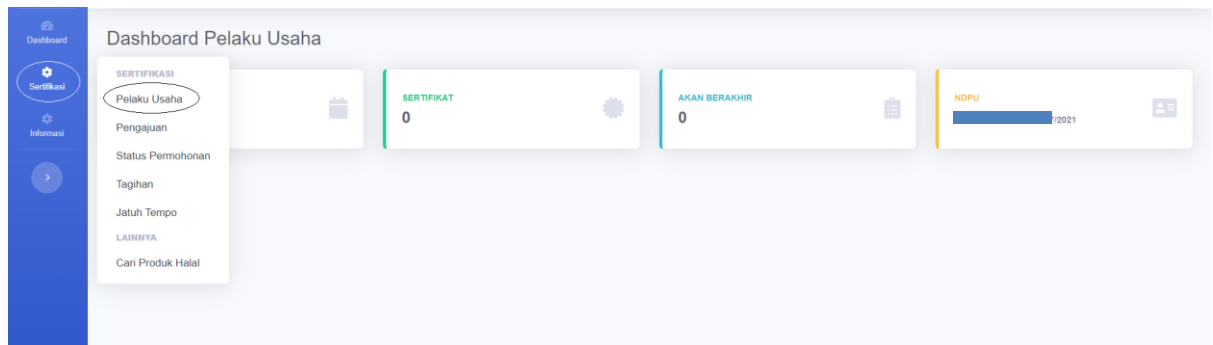 Dashboard
Sertifikasi
Informasi
Dashboard Pelaku Usaha
SERTIFIKASI
Pelaku Usaha
Pengajuan
Status Permohonan
Tagihan
Jatuh Tempo
LAINNYA
Cari Produk Halal
SERTIFIKAT
0
AKAN BERAKHIR
0
NDPU
/2021